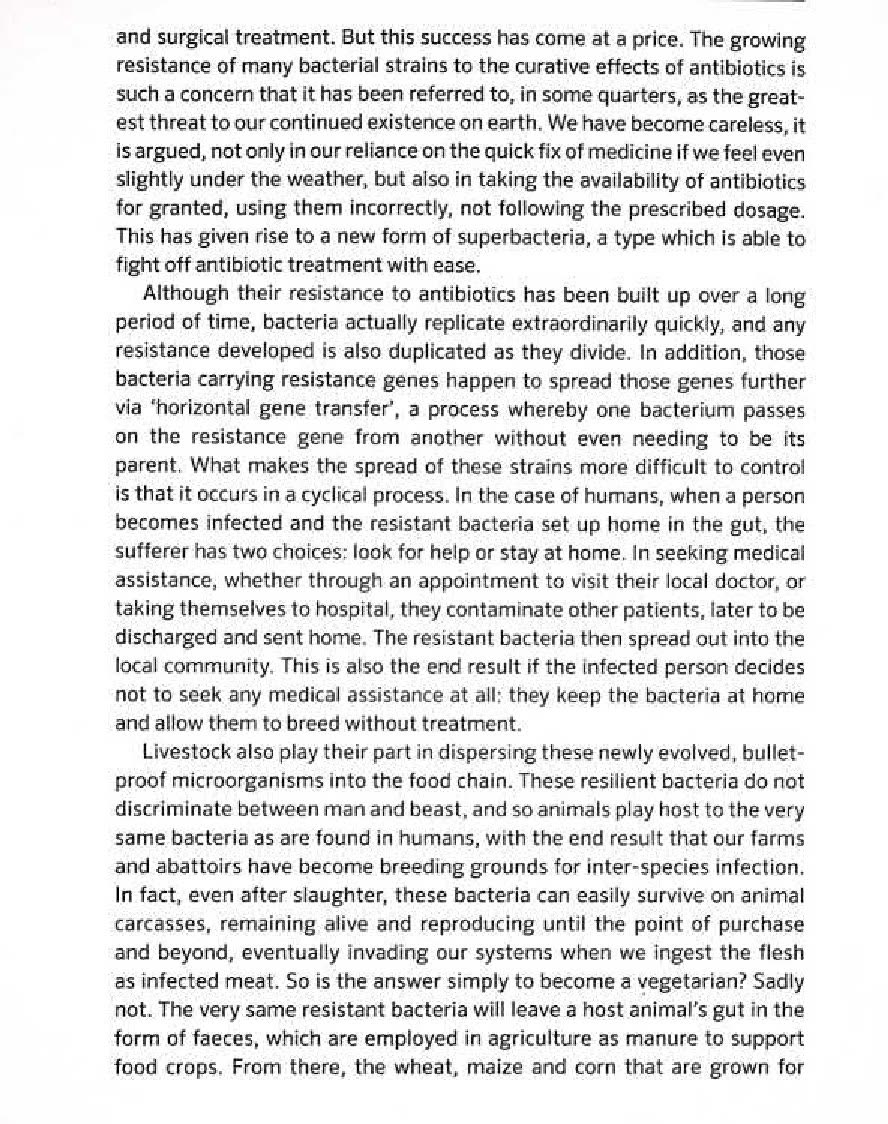 and surgical treatment. But this success has come at a price. The growing
resistance of many bacterial strains to the curative effects of antibiotics is
such a concern that it has been referred to, in some quarters, as the great-
est threat to our continued existence on earth. We have become careless, it
is argued, not only in our reliance on the quick fix of medicine if we feel even
slightly under the weather, but also in taking the availability of antibiotics
for granted, using them incorrectly, not following the prescribed dosage.
This has given rise to a new form of superbacteria, a type which is able to
fight off antibiotic treatment with ease.
Although their resistance to antibiotics has been built up over a long
period of time, bacteria actually replicate extraordinarily quickly, and any
resistance developed is also duplicated as they divide. In addition, those
bacteria carrying resistance genes happen to spread those genes further
via 'horizontal gene transfer', a process whereby one bacterium passes
on the resistance gene from another without even needing to be its
parent. What makes the spread of these strains more difficult to control
is that it occurs in a cyclical process. In the case of humans, when a person
becomes infected and the resistant bacteria set up home in the gut, the
sufferer has two choices: look for help or stay at home. In seeking medical
assistance, whether through an appointment to visit their local doctor, or
taking themselves to hospital, they contaminate other patients, later to be
discharged and sent home. The resistant bacteria then spread out into the
local community. This is also the end result if the infected person decides
not to seek any medical assistance at all: they keep the bacteria at home
and allow them to breed without treatment.
Livestock also play their part in dispersing these newly evolved, bullet-
proof microorganisms into the food chain. These resilient bacteria do not
discriminate between man and beast, and so animals play host to the very
same bacteria as are found in humans, with the end result that our farms
and abattoirs have become breeding grounds for inter-species infection.
In fact, even after slaughter, these bacteria can easily survive on animal
carcasses, remaining alive and reproducing until the point of purchase
and beyond, eventually invading our systems when we ingest the flesh
as infected meat. So is the answer simply to become a vegetarian? Sadly
not. The very same resistant bacteria will leave a host animal's gut in the
form of faeces, which are employed in agriculture as manure to support
food crops. From there, the wheat, maize and corn that are grown for